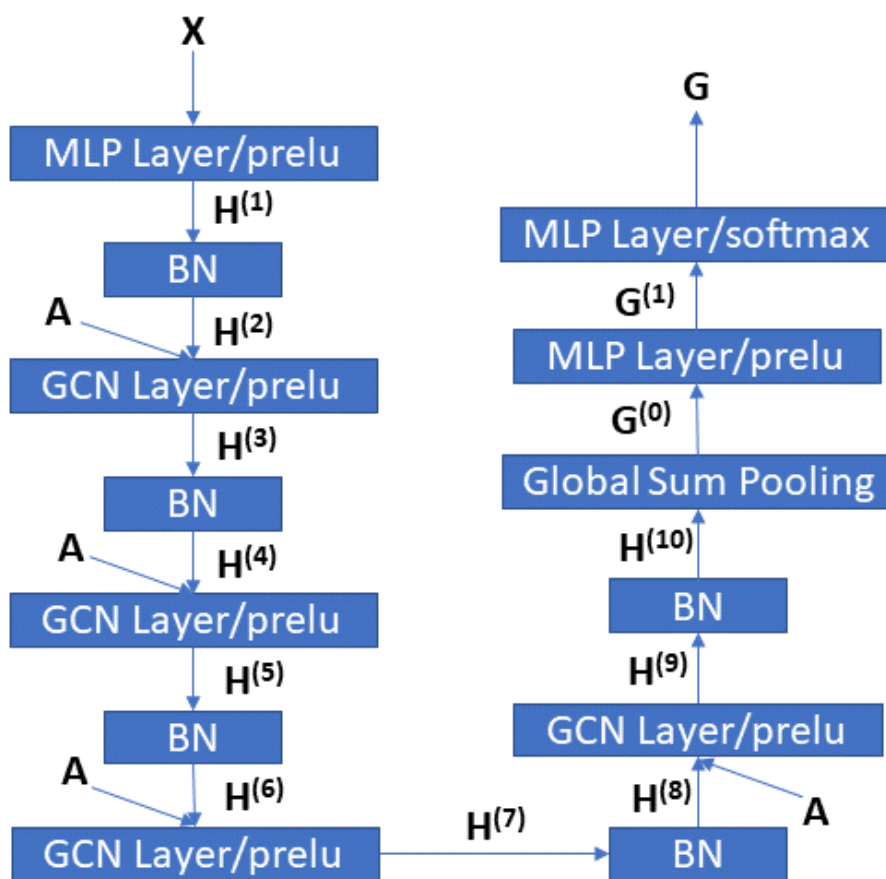 X
MLP Layer/prelu
H(1)
BN
A
H(2)
GCN Layer/prelu
H(3)
BN
A
H(4)
GCN Layer/prelu
H(5)
BN
A
H(6)
GCN Layer/prelu
H(7)
BN
H(8)
A
GCN Layer/prelu
H(9)
BN
H(10)
Global Sum Pooling
G(0)
MLP Layer/prelu
G(1)
MLP Layer/softmax
G